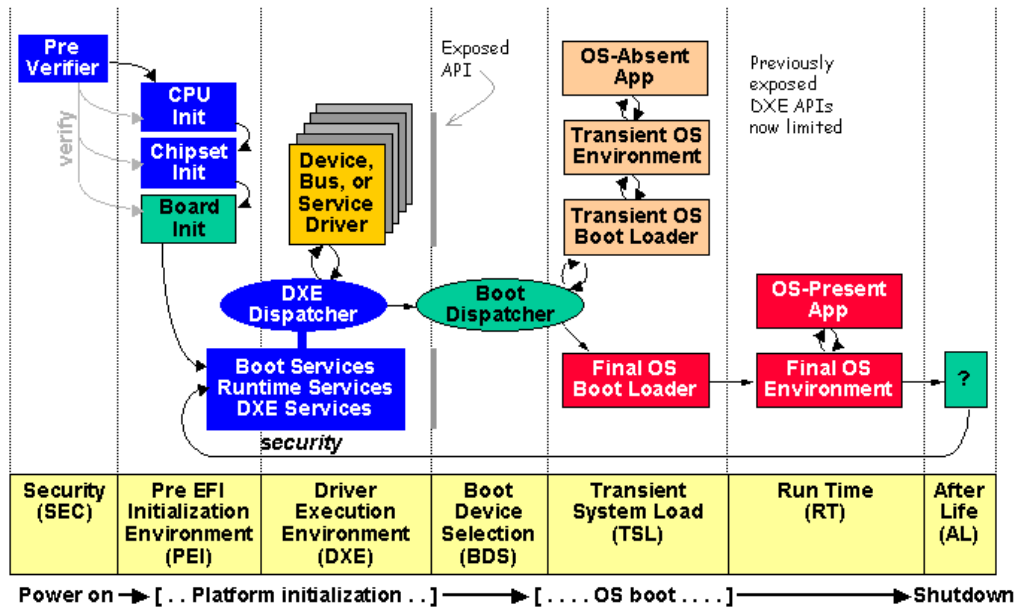 Pre
Verifier
verify
CPU
Init
Chipset
Init
Board
Init
Device,
Bus, or
Service
Driver
Exposed
API
DXE
Dispatcher
Boot
Dispatcher
Boot Services
Runtime Services
DXE Services
security
OS-Absent
App
Transient OS
Environment
Transient OS
Boot Loader
Final OS
Boot Loader
Previously
exposed
DXE APIs
now limited
OS-Present
App
Final OS
Environment
?
Security
(SEC)
Pre EFI
Initialization
Environment
(PEI)
Driver
Execution
Environment
(DXE)
Boot
Device
Selection
(BDS)
Transient
System Load
(TSL)
Run Time
(RT)
After
Life
(AL)
Power on [ . . Platform initialization . . ] [ . . . . OS boot . . . . ] Shutdown